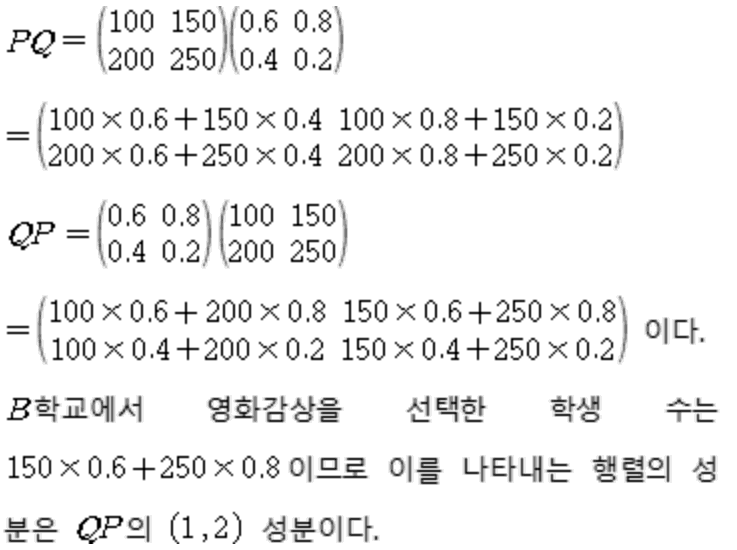 PQ = (100 150
200 250)(0.6 0.8
0.4 0.2)
= (100×0.6+150×0.4 100×0.8+150×0.2
200×0.6+250×0.4 200×0.8+250×0.2)
QP = (0.6 0.8
0.4 0.2)(100 150
200 250)
= (100×0.6+200×0.8 150×0.6+250×0.8
100×0.4+200×0.2 150×0.4+250×0.2) 이다.
B학교에서 영화감상을 선택한 학생 수는
150×0.6+250×0.8 이므로 이를 나타내는 행렬의 성
분은 QP의 (1,2) 성분이다.